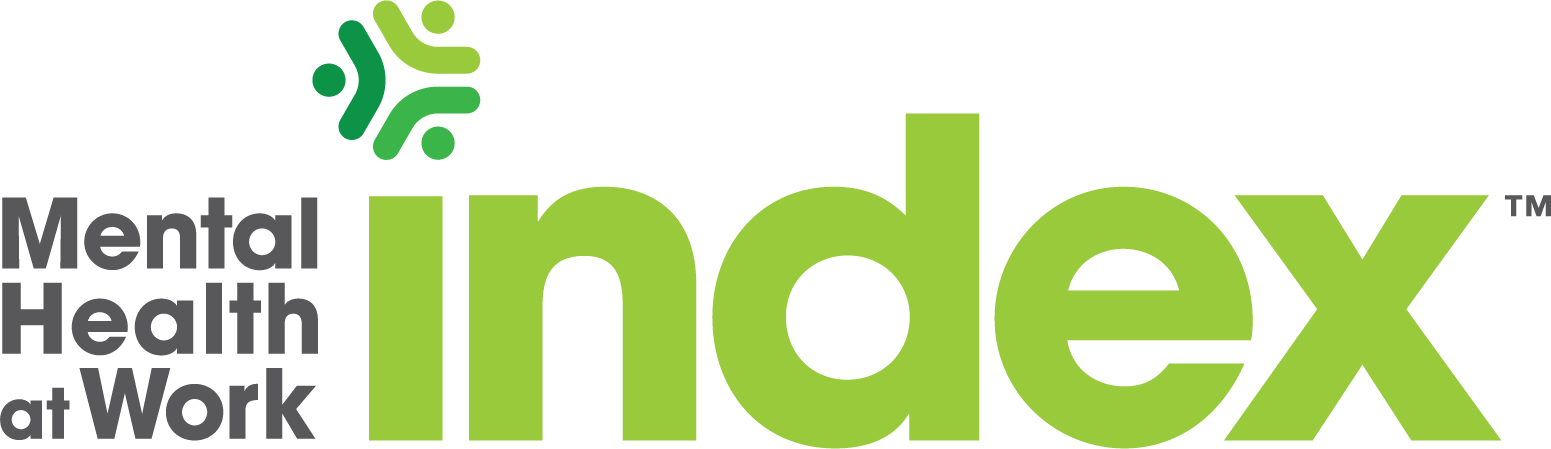 Mental
Health
at Work
index™